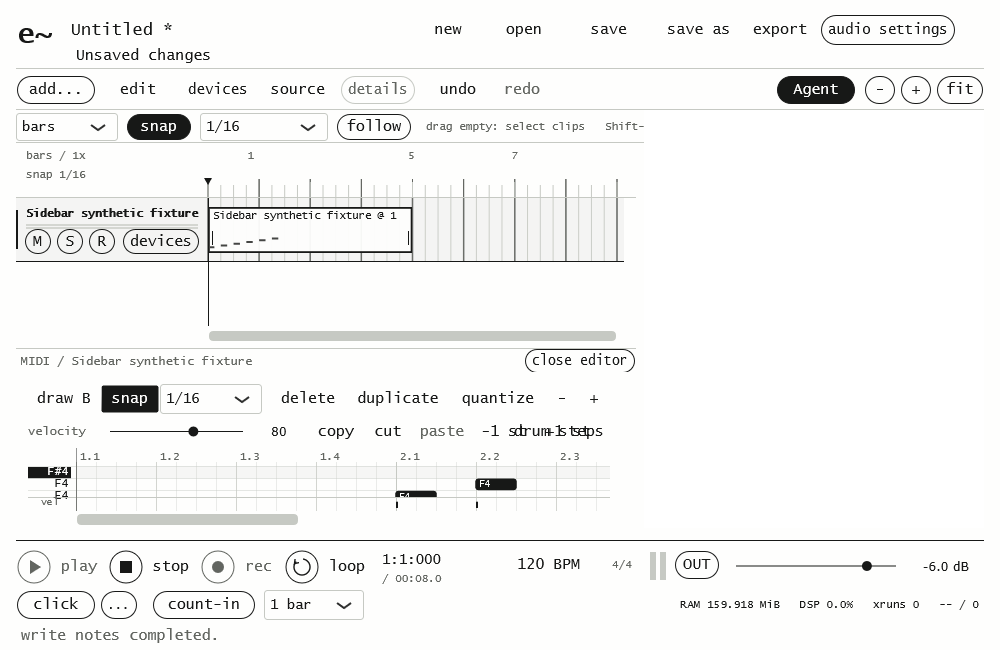 e~ Untitled * new open save save as export audio settings
Unsaved changes
add... edit devices source details undo redo Agent - + fit
bars snap 1/16 follow drag empty: select clips Shift-
bars / 1x 1 5 7
snap 1/16
Sidebar synthetic fixture Sidebar synthetic fixture @ 1
M S R devices
MIDI / Sidebar synthetic fixture close editor
draw B snap 1/16 delete duplicate quantize - +
velocity 80 copy cut paste -1 drum steps
1.1 1.2 1.3 1.4 2.1 2.2 2.3
F#4
F4 F4
E4
vel
play stop rec loop 1:1:000 120 BPM 4/4 OUT -6.0 dB
/ 00:08.0
click ... count-in 1 bar RAM 159.918 MiB DSP 0.0% xruns 0 -- / 0
write notes completed.